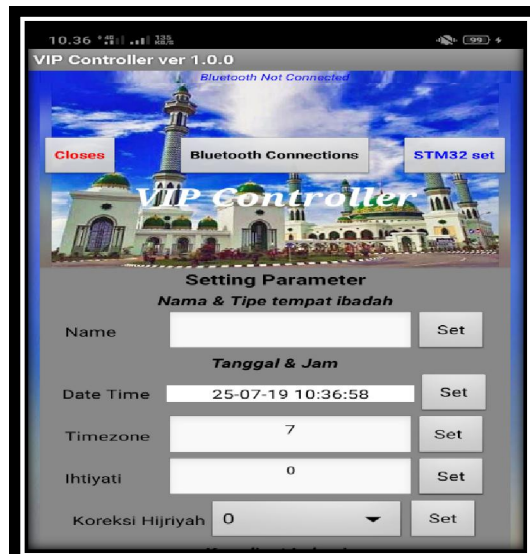 10.36
135
KB/s
99
VIP Controller ver 1.0.0
Bluetooth Not Connected
Closes
Bluetooth Connections
STM32 set
VIP Controller
Setting Parameter
Nama & Tipe tempat ibadah
Name
Set
Tanggal & Jam
Date Time
25-07-19 10:36:58
Set
Timezone
7
Set
Ihtiyati
0
Set
Koreksi Hijriyah
0
Set